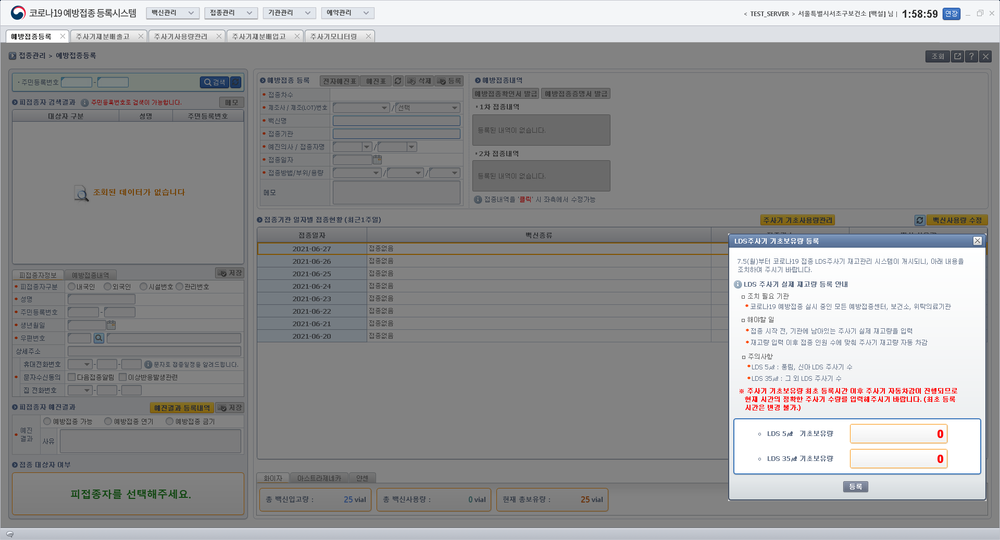 코로나19 예방접종 등록시스템
백신관리
접종관리
기관관리
예약관리
< TEST_SERVER > 서울특별시서초구보건소 [백설] 님 |
1:58:59
연장
예방접종등록
주사기재분배출고
주사기사용량관리
주사기재분배입고
주사기모니터링
접종관리 > 예방접종등록
조회
?
· 주민등록번호
-
검색
피접종자 검색결과
주민등록번호로 검색이 가능합니다.
메모
대상자 구분
성명
주민등록번호
조회된 데이터가 없습니다
피접종자정보
예방접종내역
저장
* 피접종자구분
내국인
외국인
시설번호
관리번호
* 성명
* 주민등록번호
-
* 생년월일
* 우편번호
상세주소
휴대전화번호
- -
문자로 접종일정을 알려드립니다.
* 문자수신동의
다음접종알림
이상반응발생관련
집 전화번호
- -
피접종자 예진결과
예진결과 등록내역
저장
* 예진
결과
예방접종 가능
예방접종 연기
예방접종 금기
사유
접종 대상자 여부
피접종자를 선택해주세요.
예방접종 등록
전자예진표
예진표
삭제
등록
* 접종차수
* 제조사 / 제조(LOT)번호
/
선택
* 백신명
* 접종기관
* 예진의사 / 접종자명
/
* 접종일자
* 접종방법/부위/용량
/ /
메모
예방접종내역
예방접종확인서 발급
예방접종증명서 발급
1차 접종내역
등록된 내역이 없습니다.
2차 접종내역
등록된 내역이 없습니다.
접종내역을 '클릭' 시 좌측에서 수정가능
접종기관 일자별 접종현황 (최근1주일)
주사기 기초사용량관리
백신사용량 수정
접종일자
백신종류
2021-06-27 접종없음
2021-06-26 접종없음
2021-06-25 접종없음
2021-06-24 접종없음
2021-06-23 접종없음
2021-06-22 접종없음
2021-06-21 접종없음
2021-06-20 접종없음
화이자
아스트라제네카
얀센
총 백신입고량 : 25 vial
총 백신사용량 : 0 vial
현재 총보유량 : 25 vial
LDS주사기 기초보유량 등록
7.5(월)부터 코로나19 접종 LDS주사기 재고관리 시스템이 개시되니, 아래 내용을
조치하여 주시기 바랍니다.
LDS 주사기 실제 재고량 등록 안내
□ 조치 필요 기관
* 코로나19 예방접종 실시 중인 모든 예방접종센터, 보건소, 위탁의료기관
□ 해야할 일
* 접종 시작 전, 기관에 남아있는 주사기 실제 재고량을 입력
* 재고량 입력 이후 접종 인원 수에 맞춰 주사기 재고량 자동 차감
□ 주의사항
*LDS 5㎕ : 풍림, 신아 LDS 주사기 수
*LDS 35㎕ : 그 외 LDS 주사기 수
※ 주사기 기초보유량 최초 등록시간 이후 주사기 자동차감이 진행되므로
현재 시간의 정확한 주사기 수량를 입력해주시기 바랍니다. (최초 등록
시간은 변경 불가.)
LDS 5㎕ 기초보유량
0
LDS 35㎕ 기초보유량
0
등록